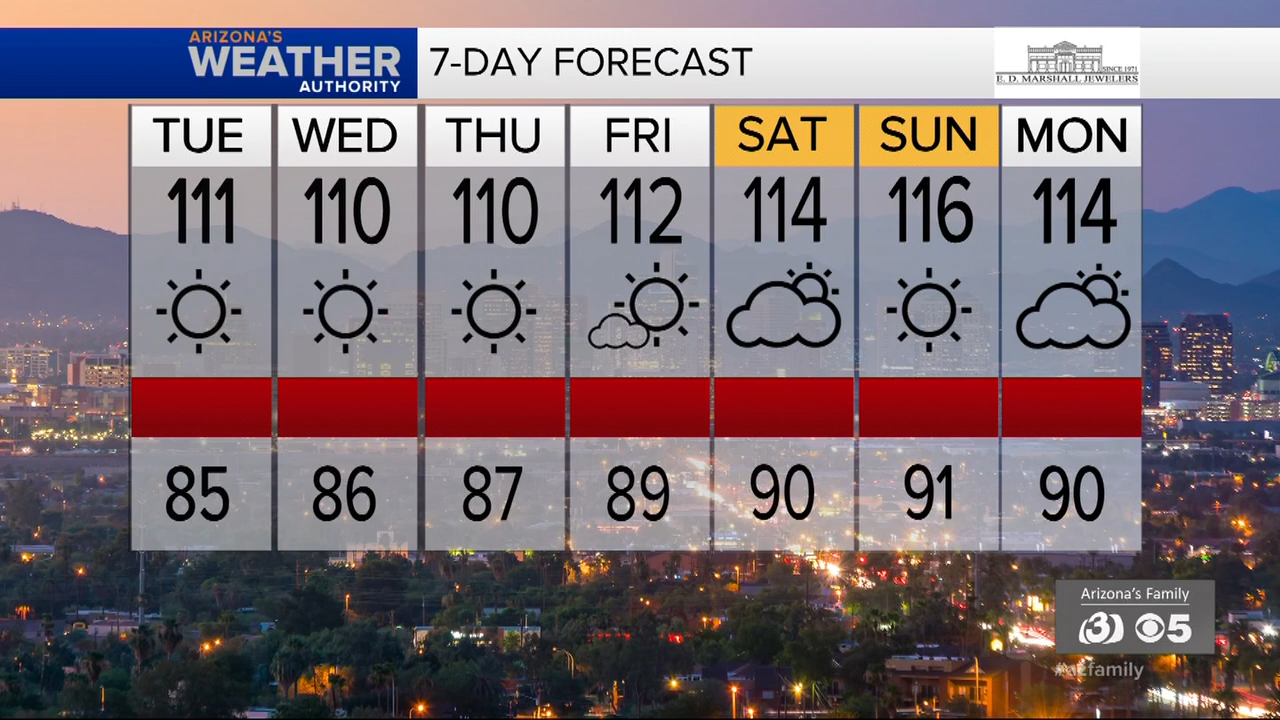 ARIZONA'S
WEATHER
AUTHORITY
7-DAY FORECAST
SINCE 1971
E. D. MARSHALL JEWELERS
TUE WED THU FRI SAT SUN MON
111 110 110 112 114 116 114
85 86 87 89 90 91 90
Arizona's Family
3 5
#azfamily